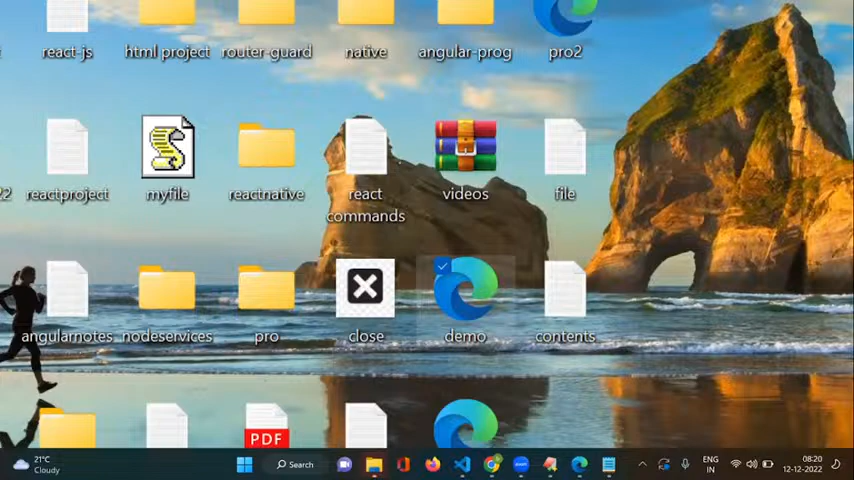 react-js
html project
router-guard
native
angular-prog
pro2
22
reactproject
myfile
reactnative
react
commands
videos
file
angularnotes
nodeservices
pro
close
demo
contents
PDF
21°C
Cloudy
Search
ENG
IN
08:20
12-12-2022